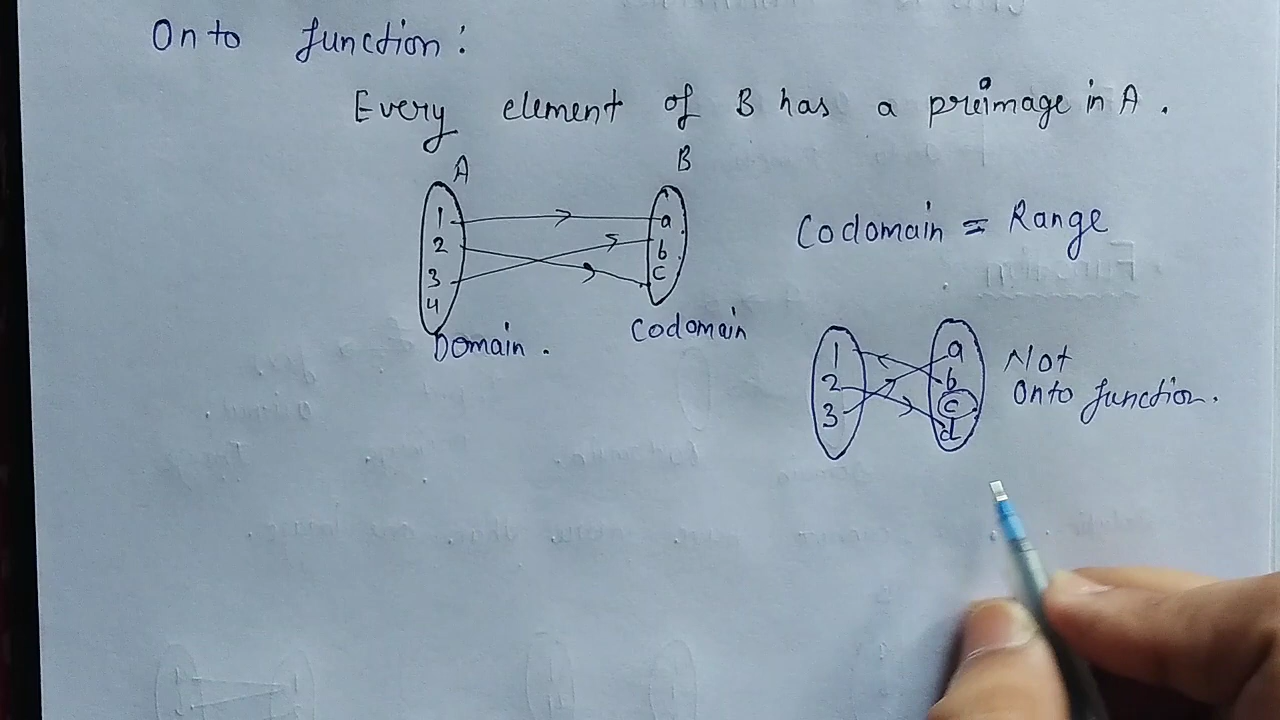 Onto function:
Every element of B has a preimage in A.
A B
1 a
2 b
3 c
4
Domain. Codomain
Codomain = Range
1 a
2 b
3 c
d
Not
Onto function.